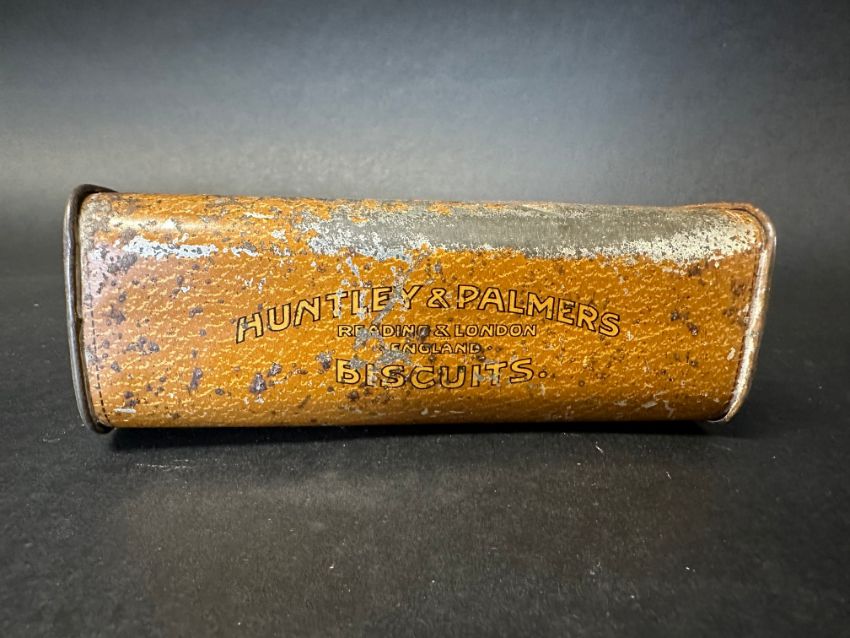 HUNTLEY & PALMERS
READING & LONDON
· ENGLAND ·
BISCUITS.